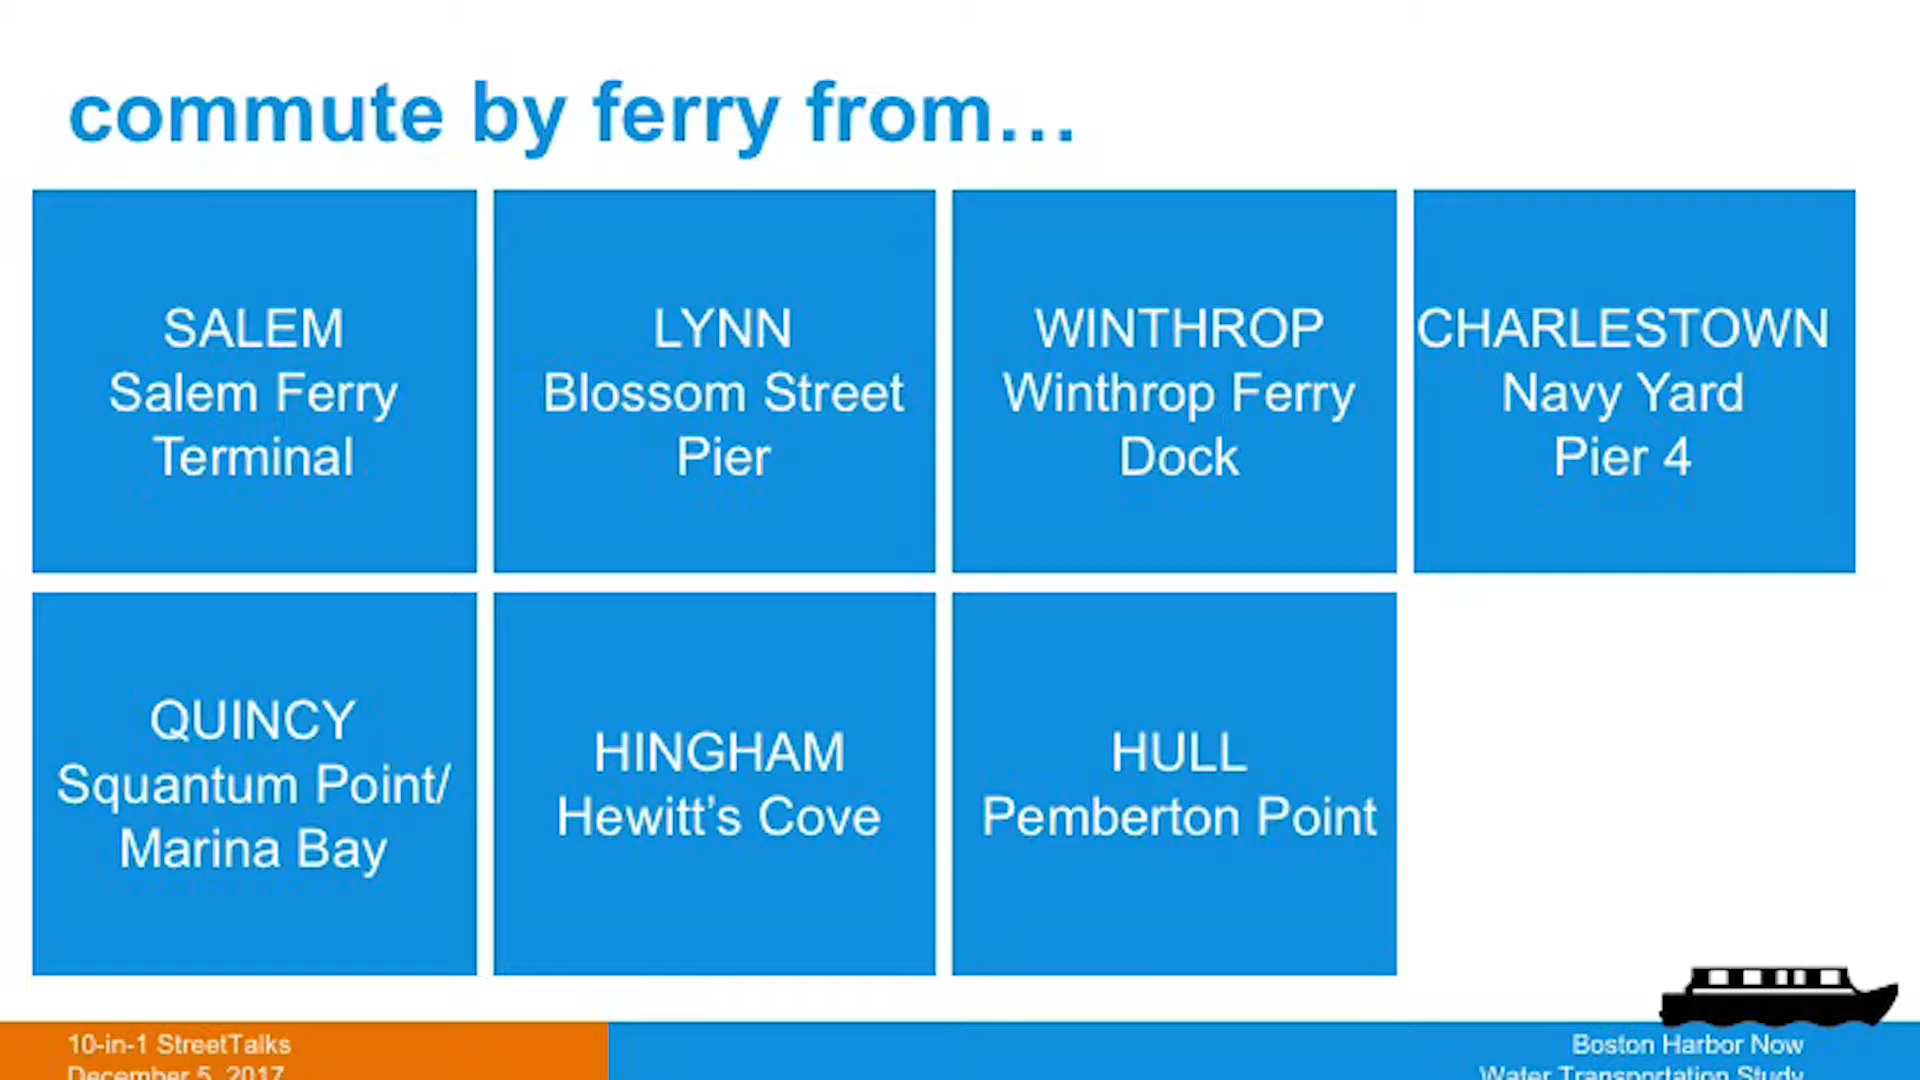 commute by ferry from…
SALEM
Salem Ferry
Terminal
LYNN
Blossom Street
Pier
WINTHROP
Winthrop Ferry
Dock
CHARLESTOWN
Navy Yard
Pier 4
QUINCY
Squantum Point/
Marina Bay
HINGHAM
Hewitt’s Cove
HULL
Pemberton Point
10-in-1 StreetTalks
December 5, 2017
Boston Harbor Now
Water Transportation Study